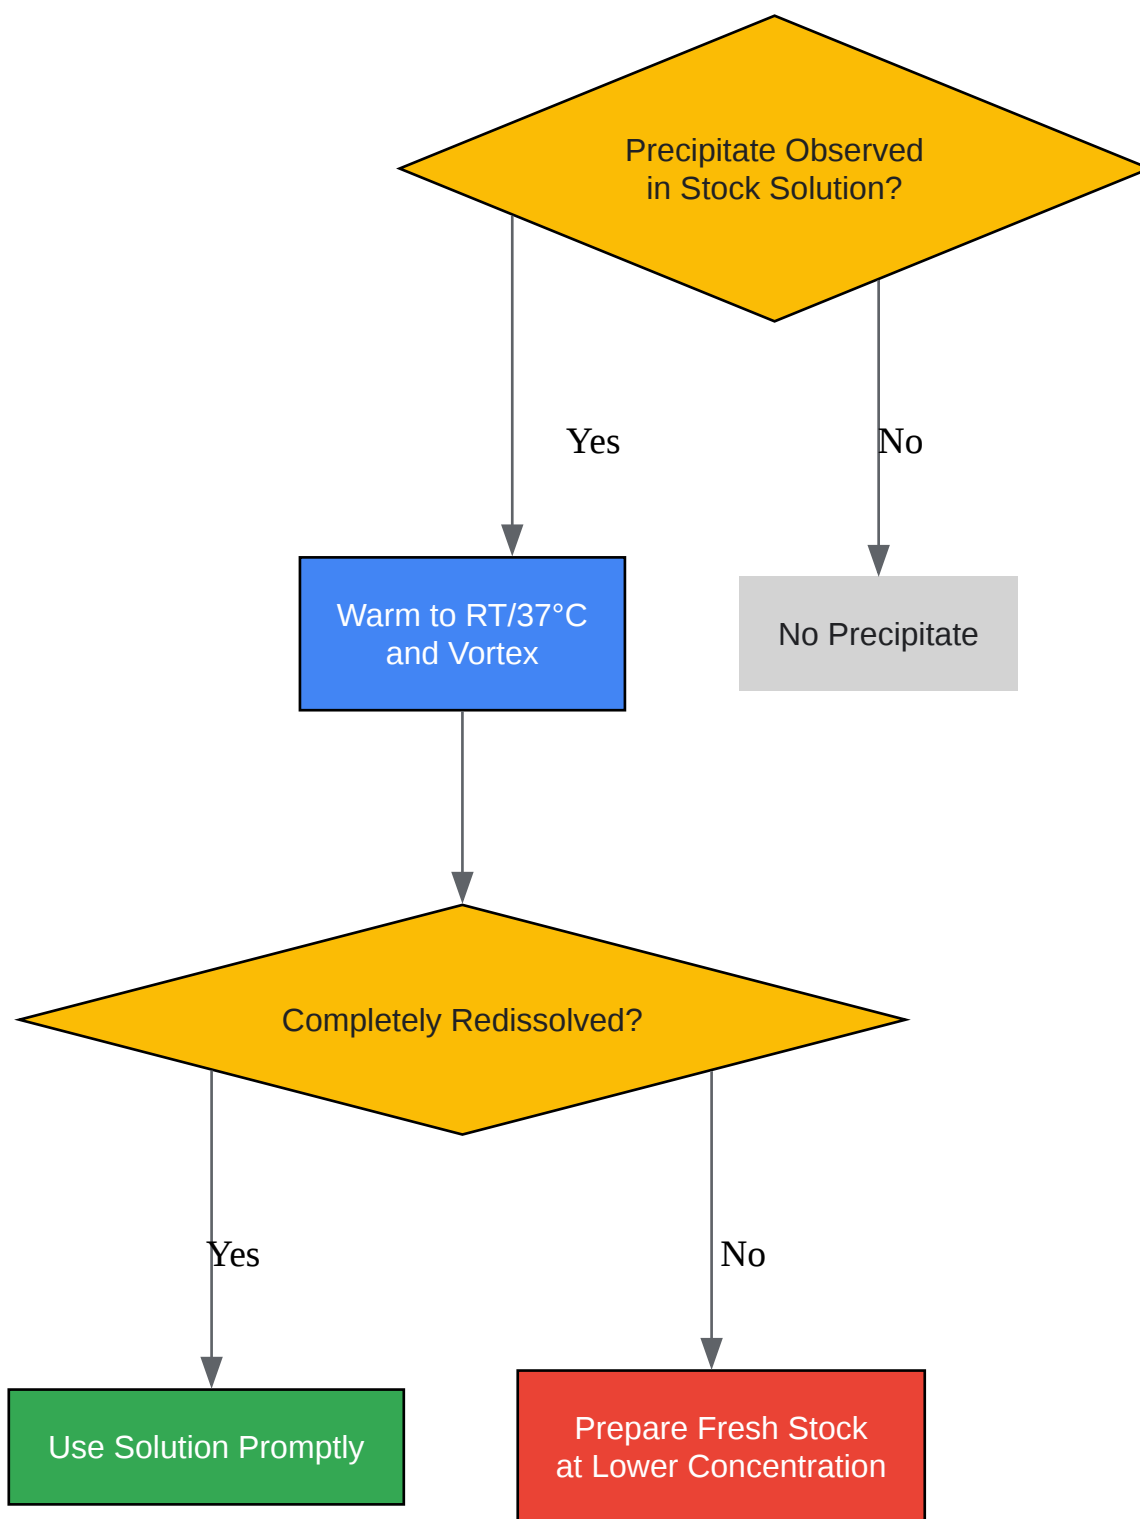 Precipitate Observed
in Stock Solution?
Yes
No
Warm to RT/37°C
and Vortex
No Precipitate
Completely Redissolved?
Yes
No
Use Solution Promptly
Prepare Fresh Stock
at Lower Concentration